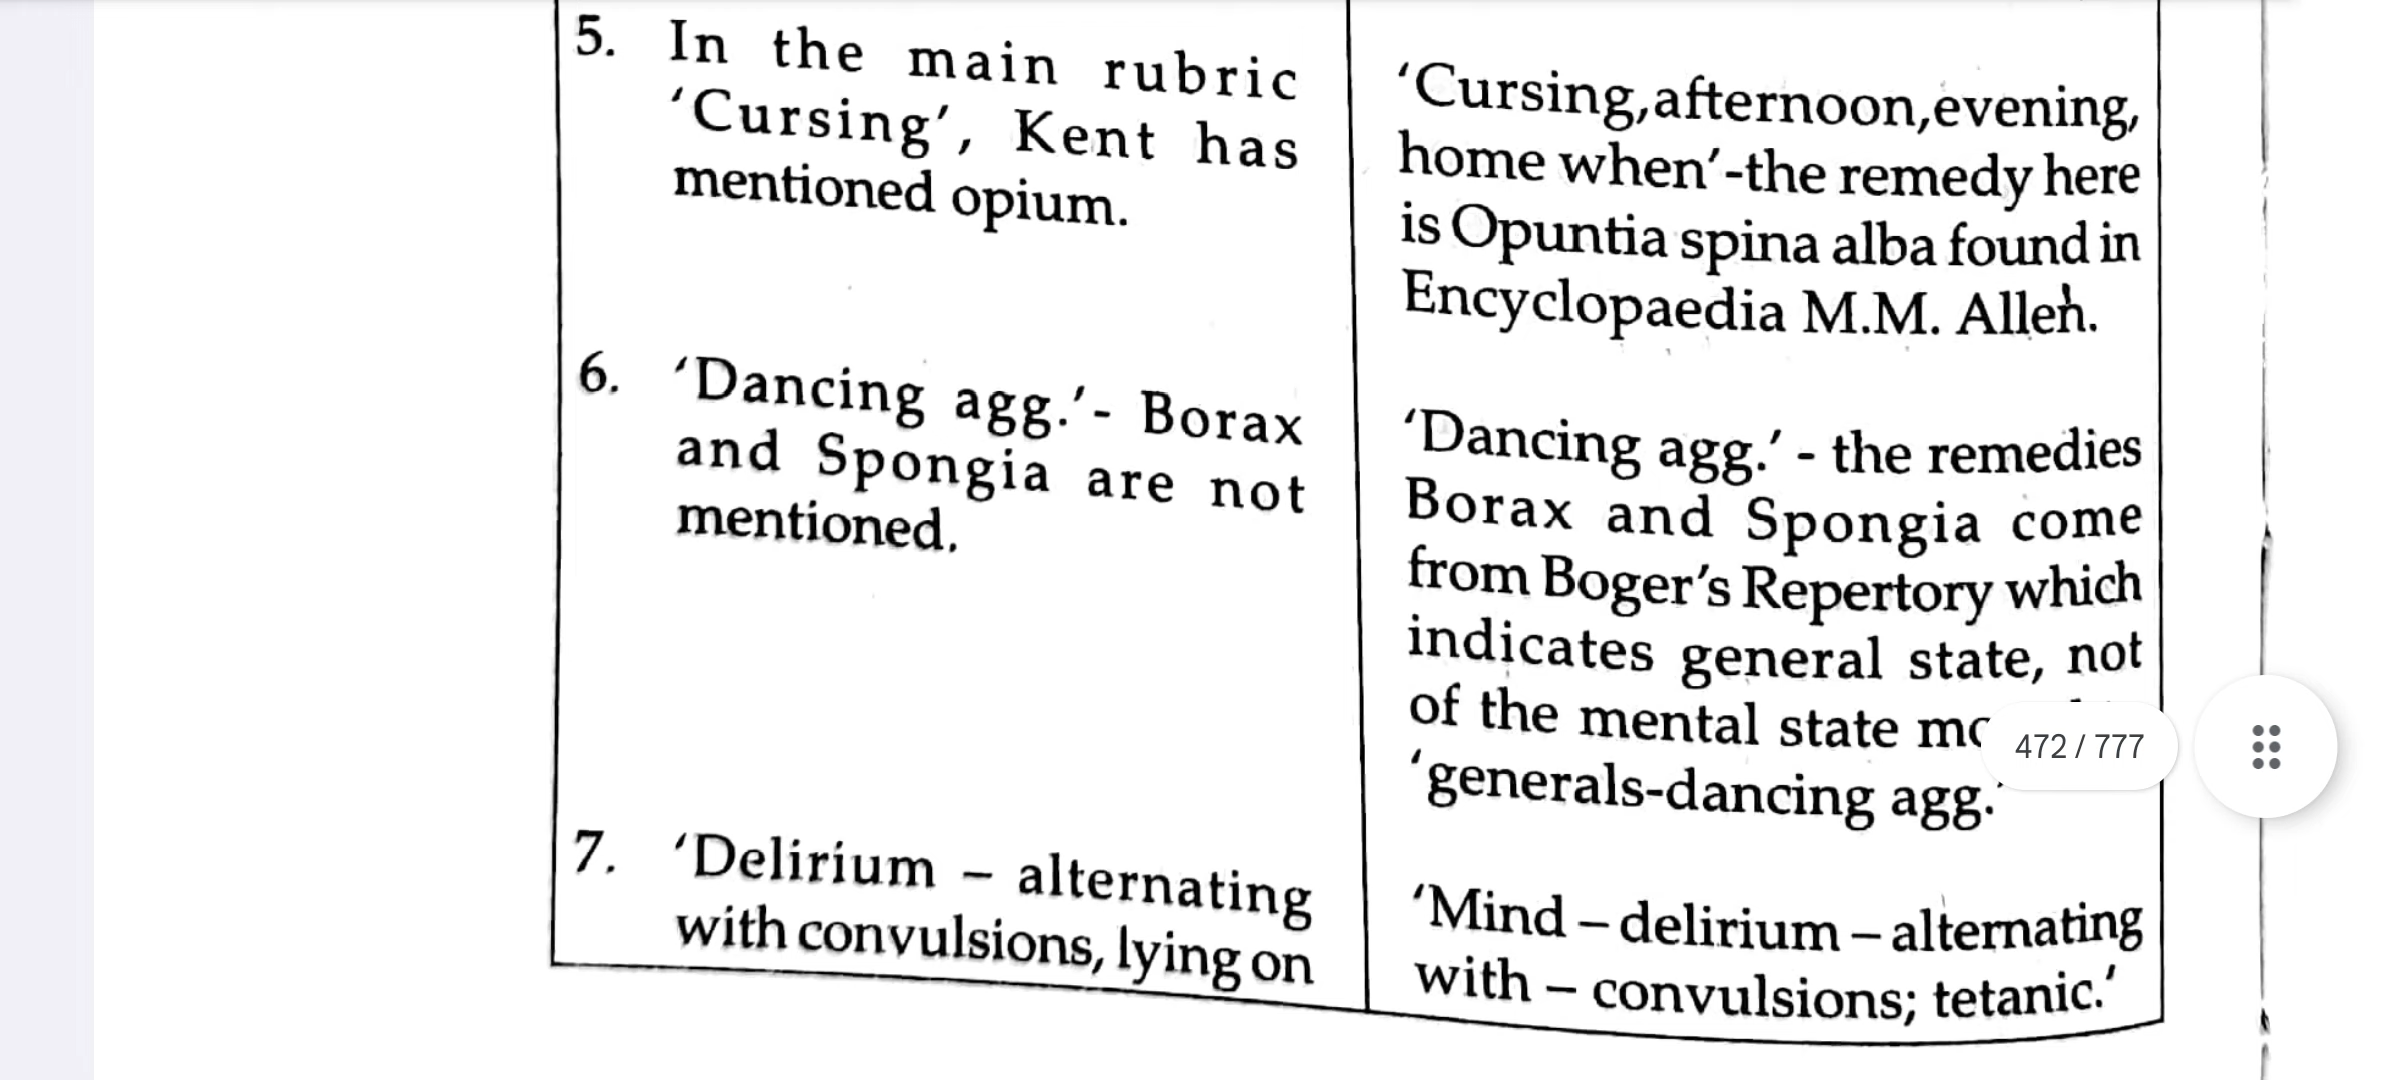 5. In the main rubric
'Cursing', Kent has
mentioned opium.
'Cursing,afternoon,evening,
home when'-the remedy here
is Opuntia spina alba found in
Encyclopaedia M.M. Allen.
6. 'Dancing agg.'- Borax
and Spongia are not
mentioned.
'Dancing agg.' - the remedies
Borax and Spongia come
from Boger's Repertory which
indicates general state, not
of the mental state
'generals-dancing agg.'
7. 'Delirium – alternating
with convulsions, lying on
'Mind – delirium – alternating
with – convulsions; tetanic.'
472 / 777